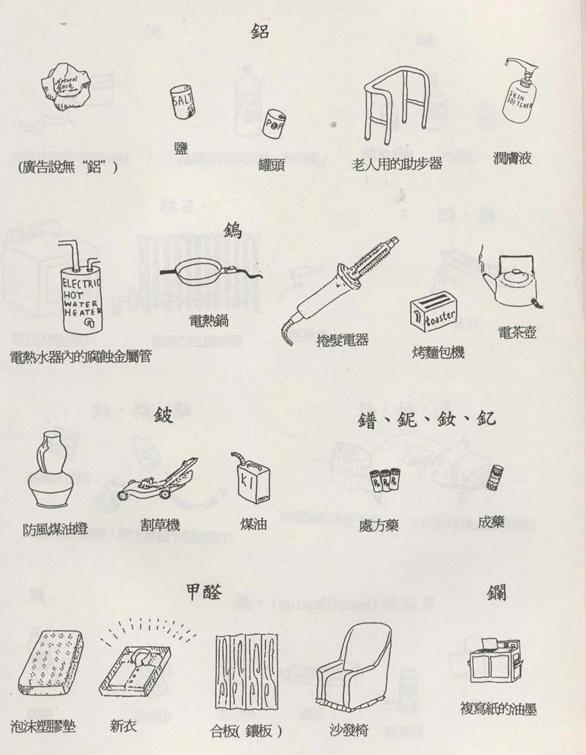 鋁
Natural
Rock
SALT
POP
SKIN
SOFTENER
(廣告說無“鋁”)
鹽
罐頭
老人用的助步器
潤膚液
鎢
ELECTRIC
HOT
WATER
HEATER
toaster
電熱水器內的腐蝕金屬管
電熱鍋
捲髮電器
烤麵包機
電茶壺
鈹
鐠、鈮、釹、釔
K1
防風煤油燈
割草機
煤油
處方藥
成藥
甲醛
鑭
泡沫塑膠墊
新衣
合板(鑲板)
沙發椅
複寫紙的油墨